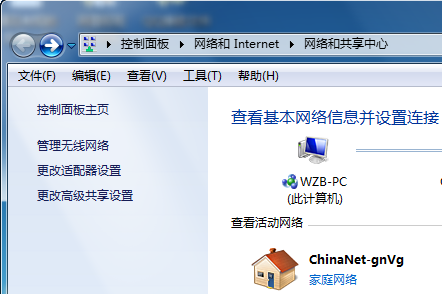 控制面板 网络和 Internet 网络和共享中心
文件(F) 编辑(E) 查看(V) 工具(T) 帮助(H)
控制面板主页
管理无线网络
更改适配器设置
更改高级共享设置
查看基本网络信息并设置连接
WZB-PC
(此计算机)
查看活动网络
ChinaNet-gnVg
家庭网络